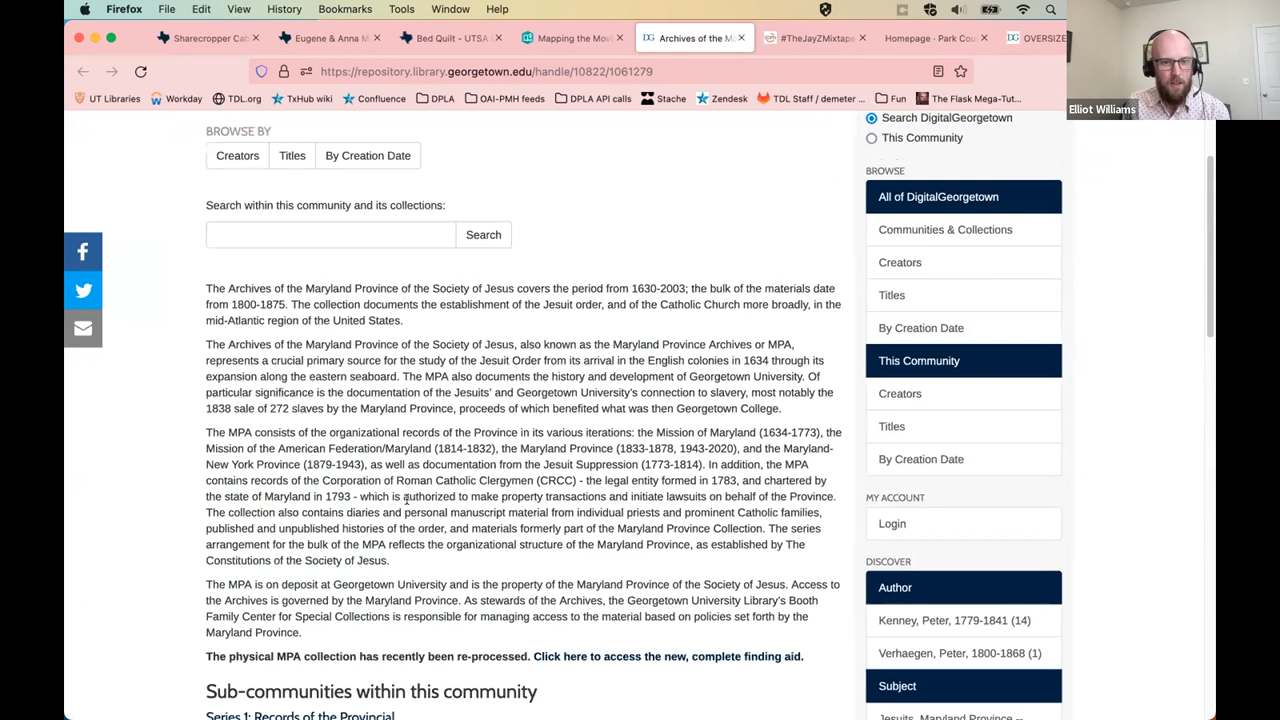 Firefox File Edit View History Bookmarks Tools Window Help
Sharecropper Cab
Eugene & Anna M
Bed Quilt - UTSA
Mapping the Movi
DG Archives of the Ma
#TheJayZMixtape
Homepage - Park Cou
DG OVERSIZE
https://repository.library.georgetown.edu/handle/10822/1061279
UT Libraries Workday TDL.org TxHub wiki Confluence DPLA OAI-PMH feeds DPLA API calls Stache Zendesk TDL Staff / demeter ... Fun The Flask Mega-Tut...
Elliot Williams
BROWSE BY
Creators Titles By Creation Date
Search within this community and its collections:
Search
The Archives of the Maryland Province of the Society of Jesus covers the period from 1630-2003; the bulk of the materials date
from 1800-1875. The collection documents the establishment of the Jesuit order, and of the Catholic Church more broadly, in the
mid-Atlantic region of the United States.
The Archives of the Maryland Province of the Society of Jesus, also known as the Maryland Province Archives or MPA,
represents a crucial primary source for the study of the Jesuit Order from its arrival in the English colonies in 1634 through its
expansion along the eastern seaboard. The MPA also documents the history and development of Georgetown University. Of
particular significance is the documentation of the Jesuits' and Georgetown University's connection to slavery, most notably the
1838 sale of 272 slaves by the Maryland Province, proceeds of which benefited what was then Georgetown College.
The MPA consists of the organizational records of the Province in its various iterations: the Mission of Maryland (1634-1773), the
Mission of the American Federation/Maryland (1814-1832), the Maryland Province (1833-1878, 1943-2020), and the Maryland-
New York Province (1879-1943), as well as documentation from the Jesuit Suppression (1773-1814). In addition, the MPA
contains records of the Corporation of Roman Catholic Clergymen (CRCC) - the legal entity formed in 1783, and chartered by
the state of Maryland in 1793 - which is authorized to make property transactions and initiate lawsuits on behalf of the Province.
The collection also contains diaries and personal manuscript material from individual priests and prominent Catholic families,
published and unpublished histories of the order, and materials formerly part of the Maryland Province Collection. The series
arrangement for the bulk of the MPA reflects the organizational structure of the Maryland Province, as established by The
Constitutions of the Society of Jesus.
The MPA is on deposit at Georgetown University and is the property of the Maryland Province of the Society of Jesus. Access to
the Archives is governed by the Maryland Province. As stewards of the Archives, the Georgetown University Library's Booth
Family Center for Special Collections is responsible for managing access to the material based on policies set forth by the
Maryland Province.
The physical MPA collection has recently been re-processed. Click here to access the new, complete finding aid.
Sub-communities within this community
Series 1: Records of the Provincial
Search DigitalGeorgetown
This Community
BROWSE
All of DigitalGeorgetown
Communities & Collections
Creators
Titles
By Creation Date
This Community
Creators
Titles
By Creation Date
MY ACCOUNT
Login
DISCOVER
Author
Kenney, Peter, 1779-1841 (14)
Verhaegen, Peter, 1800-1868 (1)
Subject
Jesuits. Maryland Province --